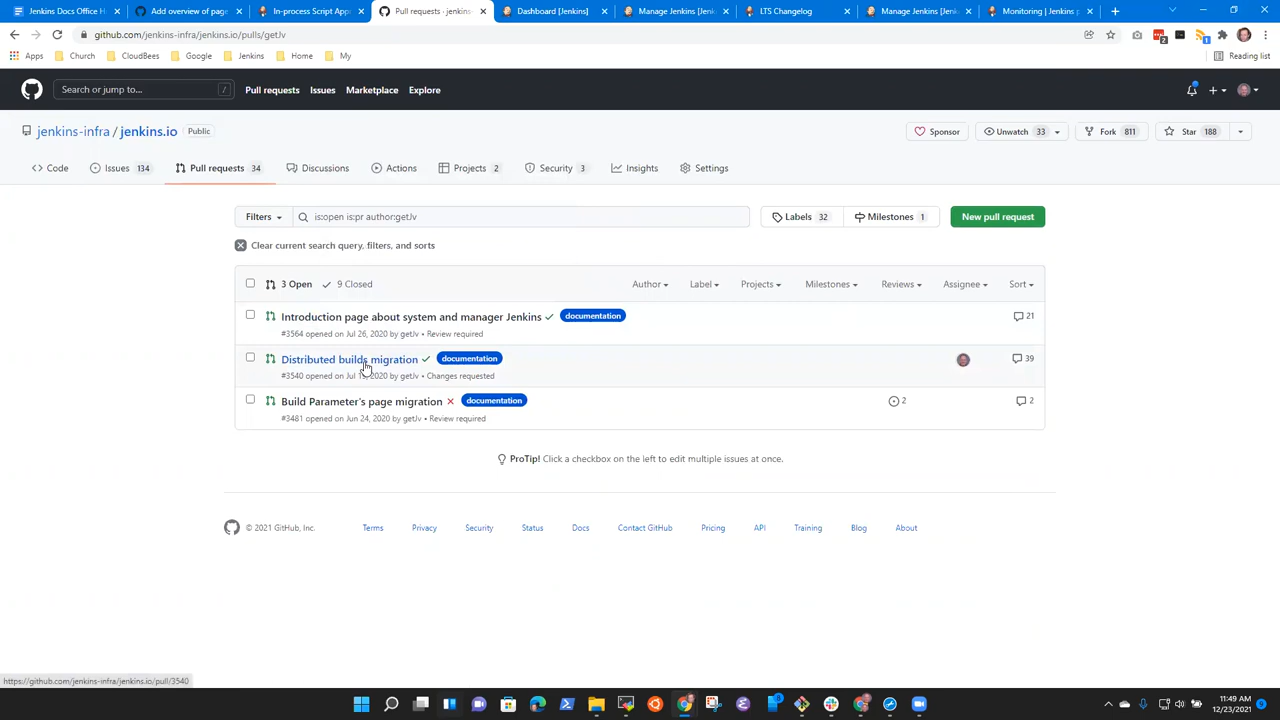 Jenkins Docs Office H
Add overview of page
In-process Script App
Pull requests · jenkins-
Dashboard [Jenkins]
Manage Jenkins [Jenkins
LTS Changelog
Manage Jenkins [Jenkins
Monitoring | Jenkins p
github.com/jenkins-infra/jenkins.io/pulls/getJv
Apps
Church
CloudBees
Google
Jenkins
Home
My
Reading list
Search or jump to...
/
Pull requests
Issues
Marketplace
Explore
jenkins-infra / jenkins.io
Public
Sponsor
Unwatch 33
Fork 811
Star 188
Code
Issues 134
Pull requests 34
Discussions
Actions
Projects 2
Security 3
Insights
Settings
Filters
is:open is:pr author:getJv
Labels 32
Milestones 1
New pull request
Clear current search query, filters, and sorts
3 Open
9 Closed
Author
Label
Projects
Milestones
Reviews
Assignee
Sort
Introduction page about system and manager Jenkins
documentation
21
#3564 opened on Jul 26, 2020 by getJv • Review required
Distributed builds migration
documentation
39
#3540 opened on Jul 2020 by getJv • Changes requested
Build Parameter's page migration
documentation
2
2
#3481 opened on Jun 24, 2020 by getJv • Review required
ProTip! Click a checkbox on the left to edit multiple issues at once.
© 2021 GitHub, Inc.
Terms
Privacy
Security
Status
Docs
Contact GitHub
Pricing
API
Training
Blog
About
https://github.com/jenkins-infra/jenkins.io/pull/3540
11:49 AM
12/23/2021